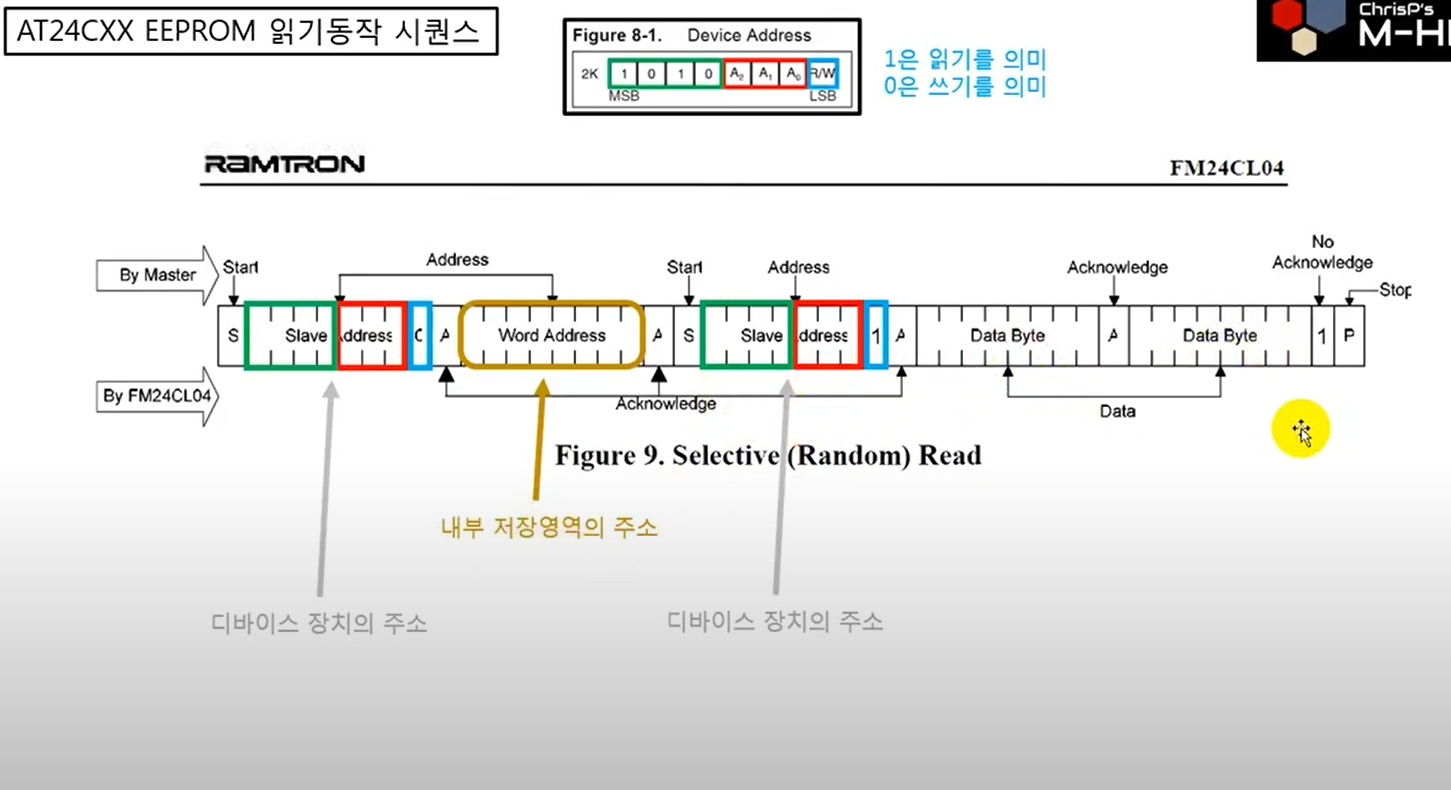 AT24CXX EEPROM 읽기동작 시퀀스
Figure 8-1. Device Address
2K 1 0 1 0 A2 A1 A0 R/W
MSB LSB
1은 읽기를 의미
0은 쓰기를 의미
ChrisP's
RAMTRON
FM24CL04
No
By Master Start Address Start Address Acknowledge Acknowledge
Stop
S Slave Address A Word Address A S Slave Address 1 A Data Byte A Data Byte 1 P
By FM24CL04
Acknowledge
Data
Figure 9. Selective (Random) Read
내부 저장영역의 주소
디바이스 장치의 주소
디바이스 장치의 주소